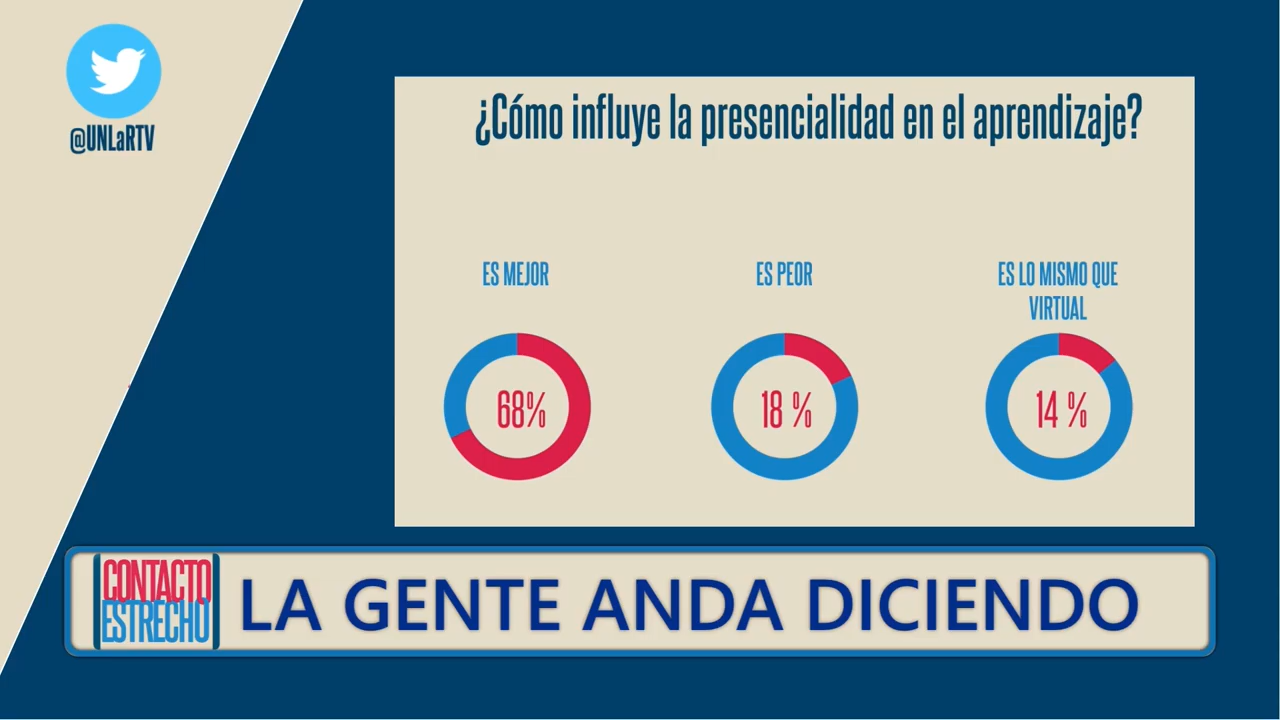 @UNLaRTV
¿Cómo influye la presencialidad en el aprendizaje?
ES MEJOR
ES PEOR
ES LO MISMO QUE
VIRTUAL
68%
18 %
14 %
CONTACTO
ESTRECHO
LA GENTE ANDA DICIENDO